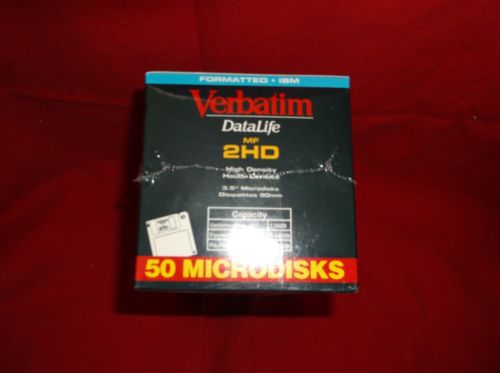 FORMATTED • IBM
Verbatim
DataLife
MF
2HD
High Density
Haute Densité
3.5" Microdisks
Disquettes 90mm
Capacity
50 MICRODISKS